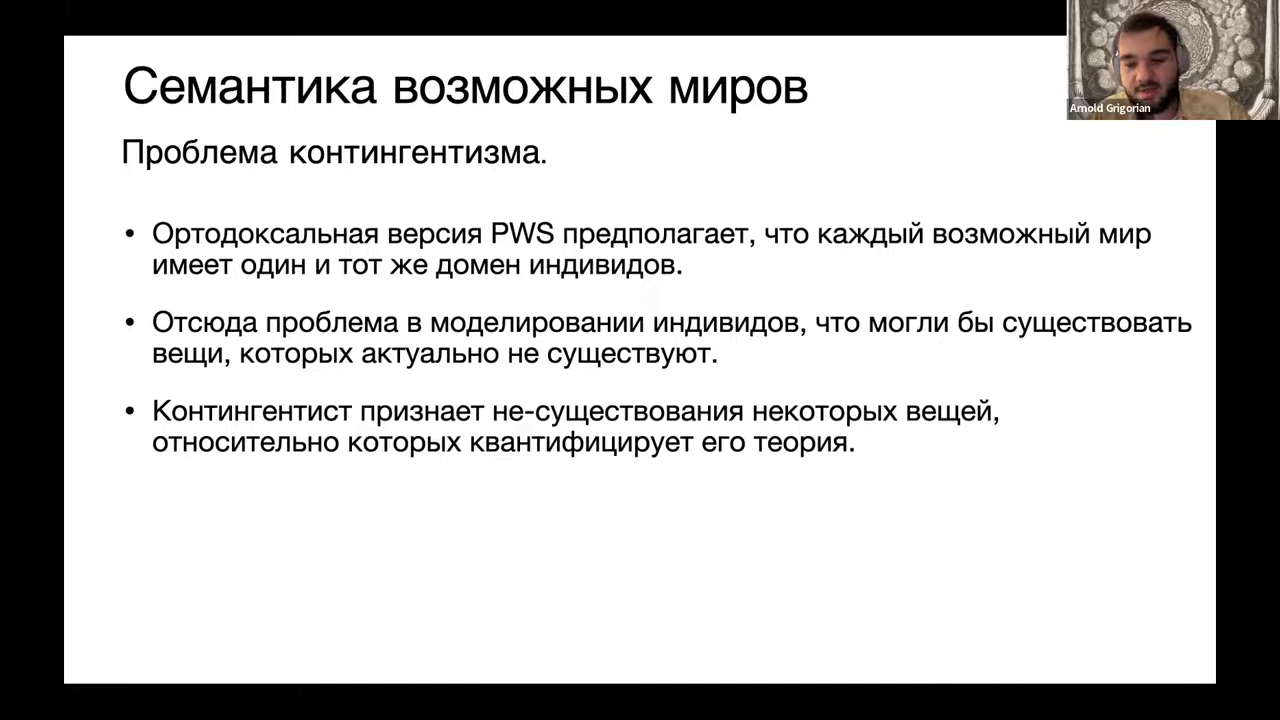 Семантика возможных миров
Arnold Grigorian
Проблема контингентизма.
• Ортодоксальная версия PWS предполагает, что каждый возможный мир
имеет один и тот же домен индивидов.
• Отсюда проблема в моделировании индивидов, что могли бы существовать
вещи, которых актуально не существуют.
• Контингентист признает не-существования некоторых вещей,
относительно которых квантифицирует его теория.